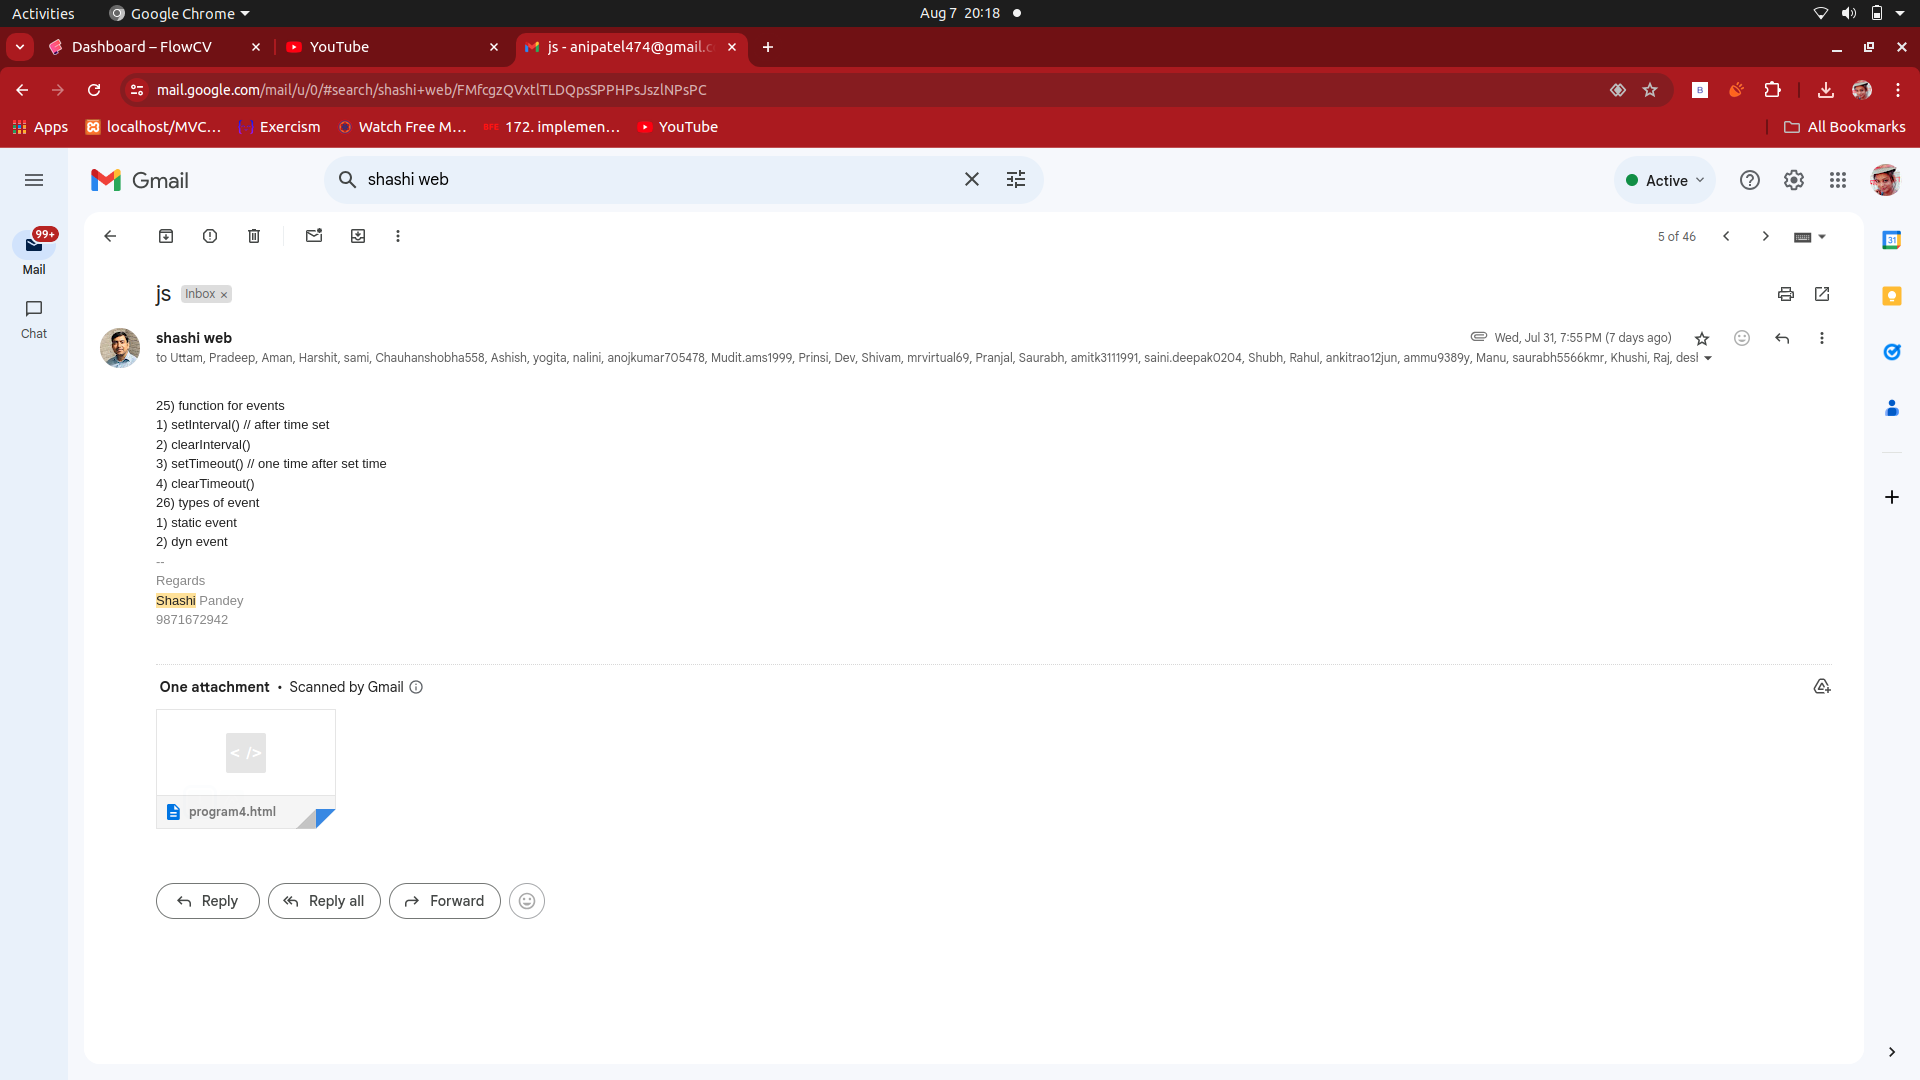 Activities
Google Chrome
Aug 7 20:18
Dashboard – FlowCV
YouTube
js - anipatel474@gmail.c
mail.google.com/mail/u/0/#search/shashi+web/FMfcgzQVxtlTLDQpsSPPHPsJszlNPsPC
Apps
localhost/MVC...
Exercism
Watch Free M...
172. implemen...
YouTube
All Bookmarks
Gmail
shashi web
Active
99+
Mail
Chat
5 of 46
31
js
Inbox ×
shashi web
Wed, Jul 31, 7:55 PM (7 days ago)
to Uttam, Pradeep, Aman, Harshit, sami, Chauhanshobha558, Ashish, yogita, nalini, anojkumar705478, Mudit.ams1999, Prinsi, Dev, Shivam, mrvirtual69, Pranjal, Saurabh, amitk3111991, saini.deepak0204, Shubh, Rahul, ankitrao12jun, ammu9389y, Manu, saurabh5566kmr, Khushi, Raj, desl
25) function for events
1) setInterval() // after time set
2) clearInterval()
3) setTimeout() // one time after set time
4) clearTimeout()
26) types of event
1) static event
2) dyn event
--
Regards
Shashi Pandey
9871672942
One attachment • Scanned by Gmail
< />
program4.html
Reply
Reply all
Forward